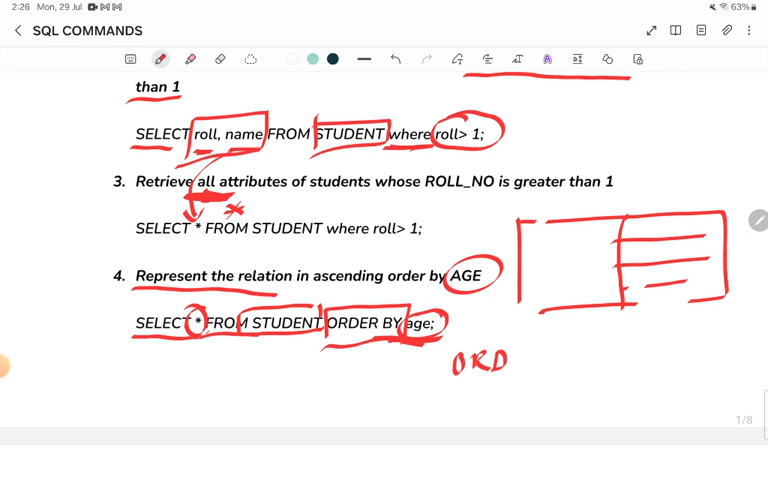 2:26 Mon, 29 Jul 63%
SQL COMMANDS
than 1
SELECT roll, name FROM STUDENT where roll> 1;
3. Retrieve all attributes of students whose ROLL_NO is greater than 1
*
SELECT * FROM STUDENT where roll> 1;
4. Represent the relation in ascending order by AGE
SELECT * FROM STUDENT ORDER BY age;
ORD
1/8